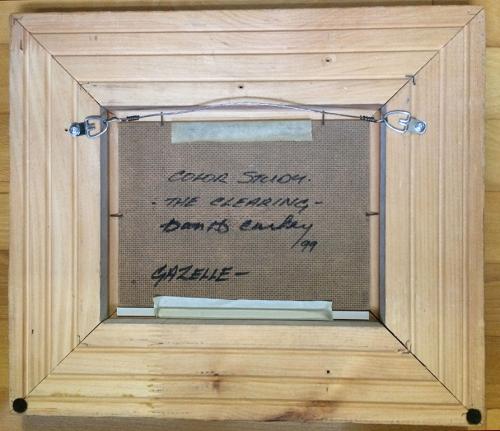 COLOR STUDY.
- THE CLEARING -
'99
GAZELLE -